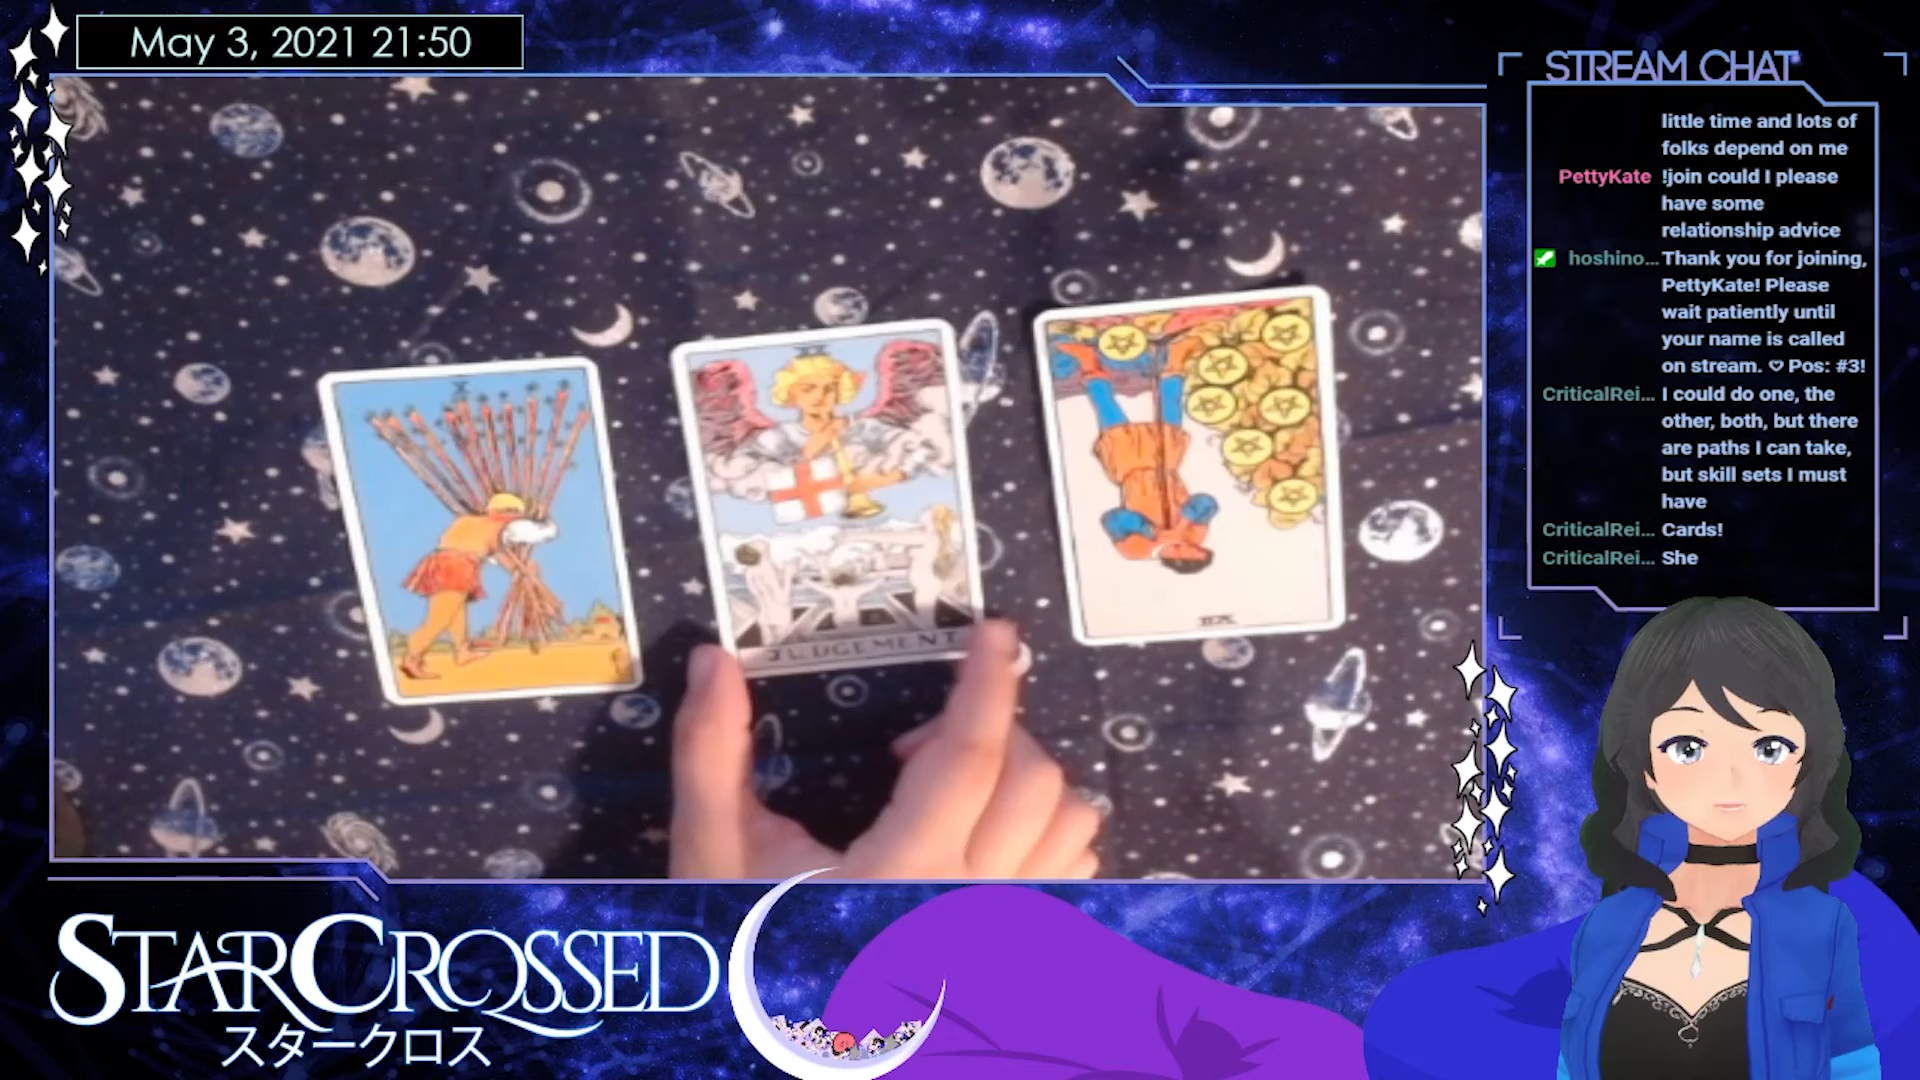 May 3, 2021 21:50
STREAM CHAT
little time and lots of
folks depend on me
PettyKate !join could I please
have some
relationship advice
hoshino... Thank you for joining,
PettyKate! Please
wait patiently until
your name is called
on stream. ♡ Pos: #3!
CriticalRei... I could do one, the
other, both, but there
are paths I can take,
but skill sets I must
have
CriticalRei... Cards!
CriticalRei... She
X
XX
JUDGEMENT
VII
STARCROSSED
スタークロス